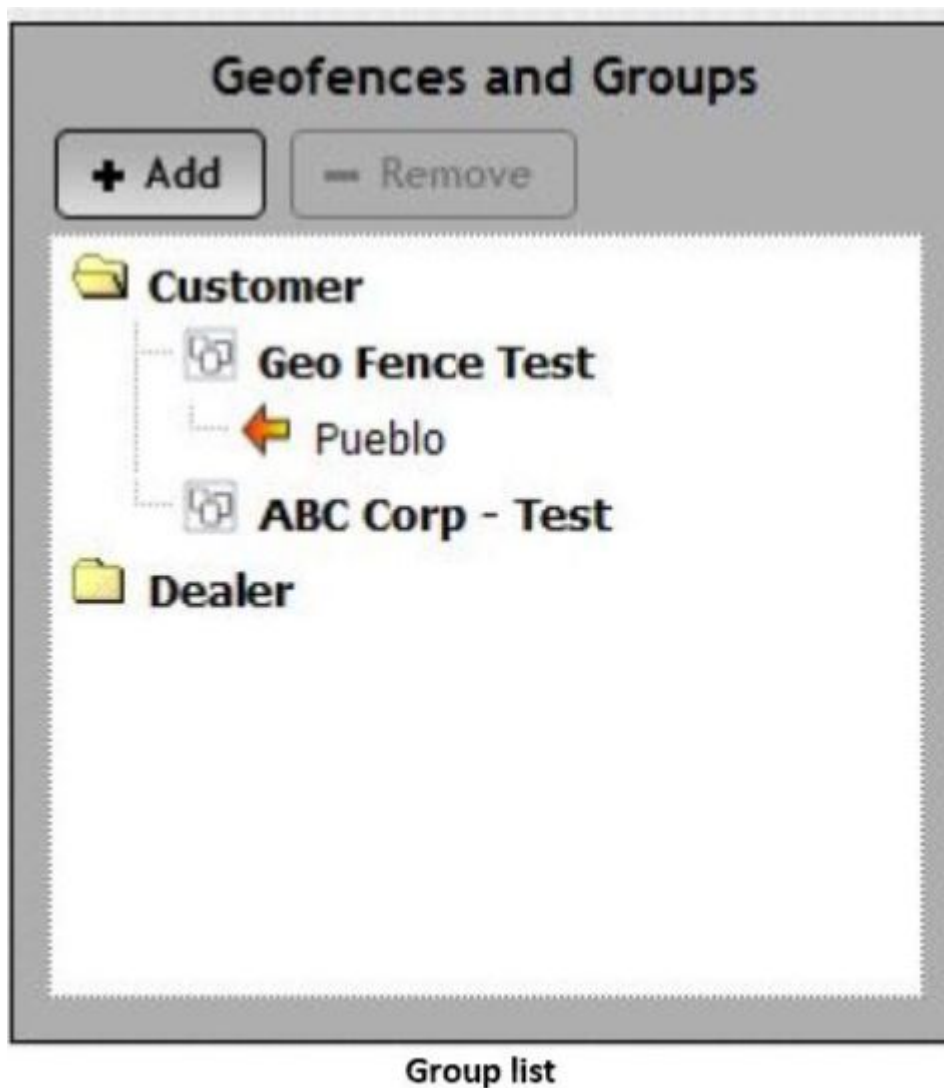 Geofences and Groups
+ Add
− Remove
Customer
Geo Fence Test
Pueblo
ABC Corp - Test
Dealer
Group list